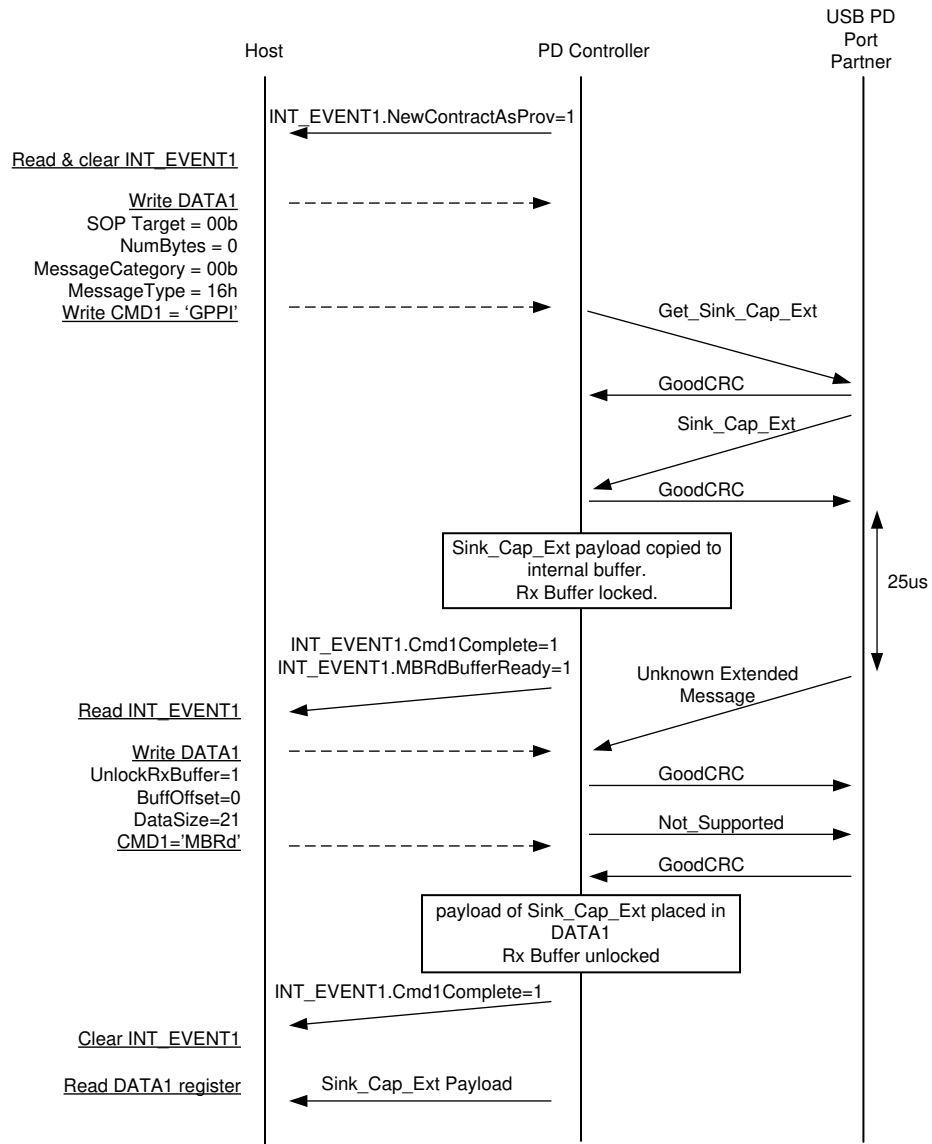 USB PD
Port
Partner
Host
PD Controller
INT_EVENT1.NewContractAsProv=1
Read & clear INT_EVENT1
Write DATA1
SOP Target = 00b
NumBytes = 0
MessageCategory = 00b
MessageType = 16h
Write CMD1 = ‘GPPI’
Get_Sink_Cap_Ext
GoodCRC
Sink_Cap_Ext
GoodCRC
Sink_Cap_Ext payload copied to
internal buffer.
Rx Buffer locked.
25us
INT_EVENT1.Cmd1Complete=1
INT_EVENT1.MBRdBufferReady=1
Unknown Extended
Message
Read INT_EVENT1
Write DATA1
UnlockRxBuffer=1
BuffOffset=0
DataSize=21
CMD1=’MBRd’
GoodCRC
Not_Supported
GoodCRC
payload of Sink_Cap_Ext placed in
DATA1
Rx Buffer unlocked
INT_EVENT1.Cmd1Complete=1
Clear INT_EVENT1
Read DATA1 register
Sink_Cap_Ext Payload